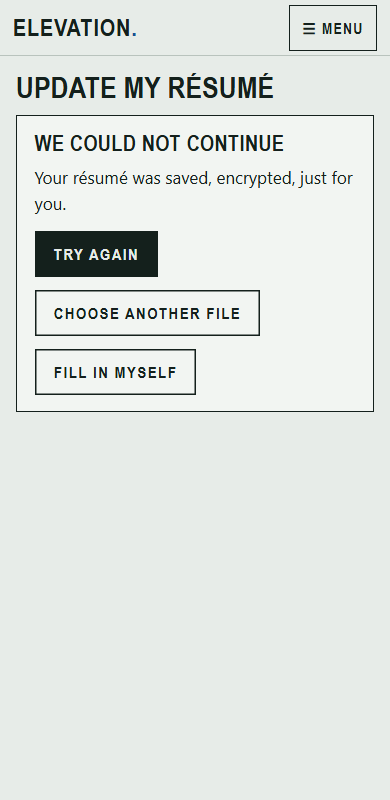 ELEVATION.
☰ MENU
UPDATE MY RÉSUMÉ
WE COULD NOT CONTINUE
Your résumé was saved, encrypted, just for
you.
TRY AGAIN
CHOOSE ANOTHER FILE
FILL IN MYSELF